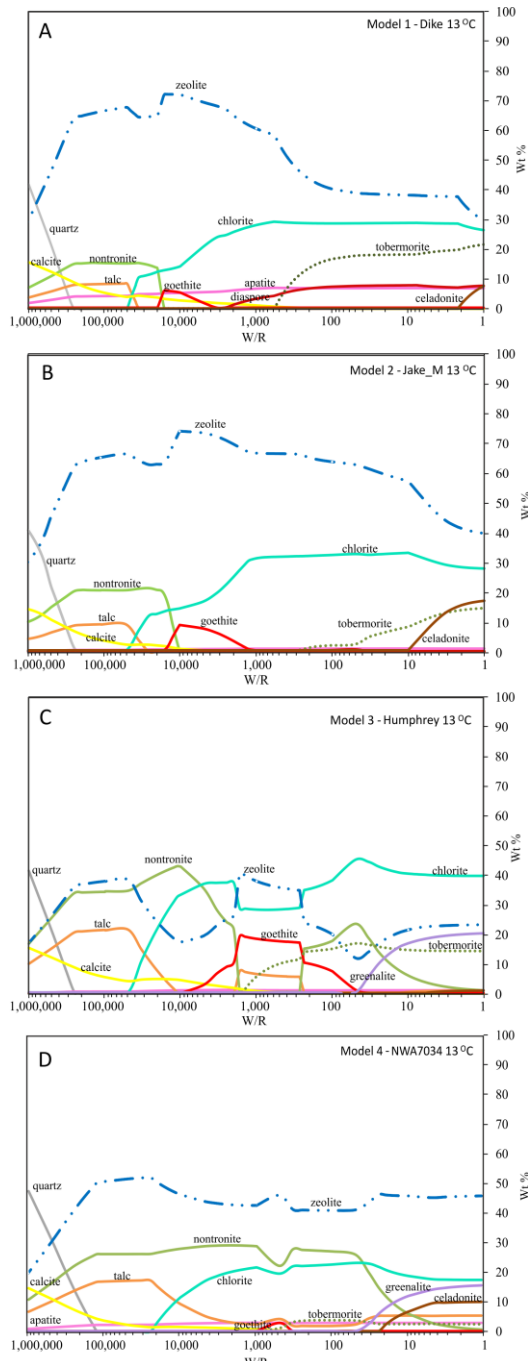 A
Model 1 - Dike 13 ºC
100
90
80
70
60
50
40
30
20
10
0
Wt %
zeolite
quartz
chlorite
tobermorite
calcite
nontronite
talc
goethite
apatite
diaspore
celadonite
1,000,000 100,000 10,000 1,000 100 10 1
W/R
B
Model 2 - Jake_M 13 ºC
100
90
80
70
60
50
40
30
20
10
0
Wt %
zeolite
quartz
chlorite
nontronite
talc
calcite
goethite
tobermorite
celadonite
1,000,000 100,000 10,000 1,000 100 10 1
W/R
C
Model 3 - Humphrey 13 ºC
100
90
80
70
60
50
40
30
20
10
0
Wt %
quartz
nontronite
zeolite
chlorite
talc
goethite
calcite
tobermorite
greenalite
1,000,000 100,000 10,000 1,000 100 10 1
W/R
D
Model 4 - NWA7034 13 ºC
100
90
80
70
60
50
40
30
20
10
0
Wt %
quartz
zeolite
nontronite
calcite
talc
chlorite
greenalite
apatite
goethite
tobermorite
celadonite
1,000,000 100,000 10,000 1,000 100 10 1
W/R